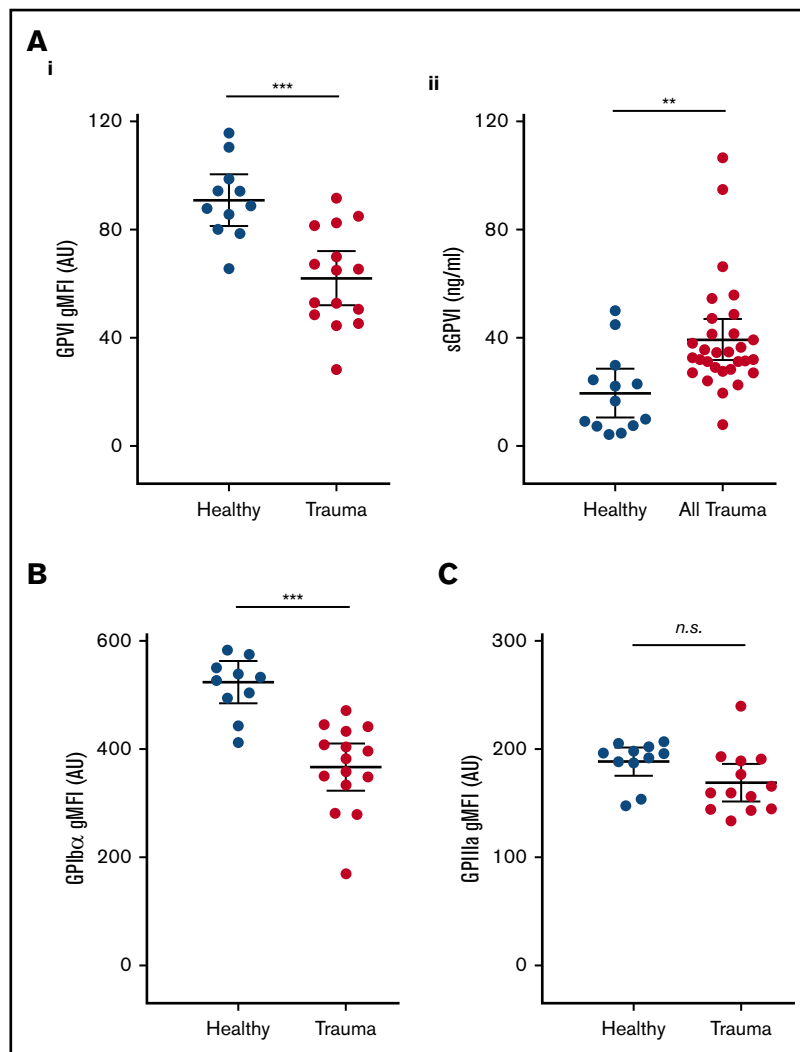 A
i
***
GPVI gMFI (AU)
120
80
40
0
Healthy Trauma
ii
**
sGPVI (ng/ml)
120
80
40
0
Healthy All Trauma
B
***
GPIbα gMFI (AU)
600
400
200
0
Healthy Trauma
C
n.s.
GPIIIa gMFI (AU)
300
200
100
0
Healthy Trauma